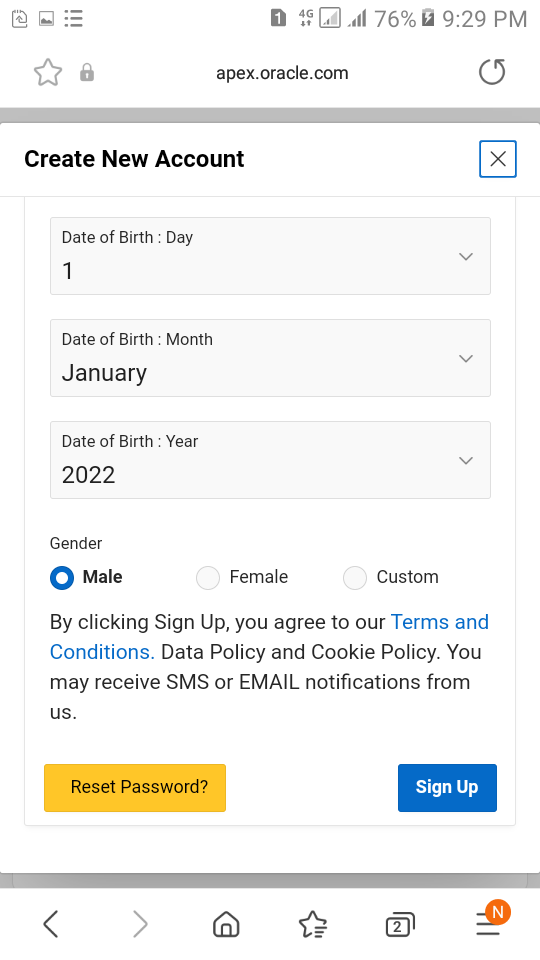 1 4G 76% 9:29 PM
apex.oracle.com
Create New Account
Date of Birth : Day
1
Date of Birth : Month
January
Date of Birth : Year
2022
Gender
Male Female Custom
By clicking Sign Up, you agree to our Terms and
Conditions. Data Policy and Cookie Policy. You
may receive SMS or EMAIL notifications from
us.
Reset Password? Sign Up
2 N